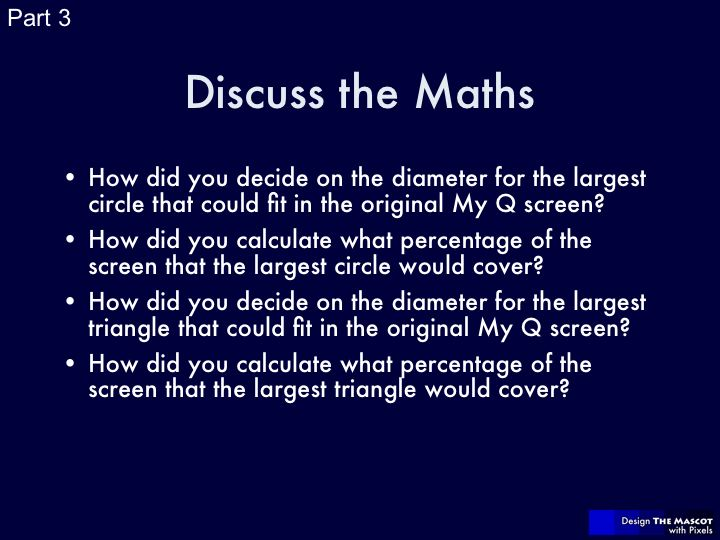 Part 3
Discuss the Maths
• How did you decide on the diameter for the largest
circle that could fit in the original My Q screen?
• How did you calculate what percentage of the
screen that the largest circle would cover?
• How did you decide on the diameter for the largest
triangle that could fit in the original My Q screen?
• How did you calculate what percentage of the
screen that the largest triangle would cover?
Design THE MASCOT
with Pixels